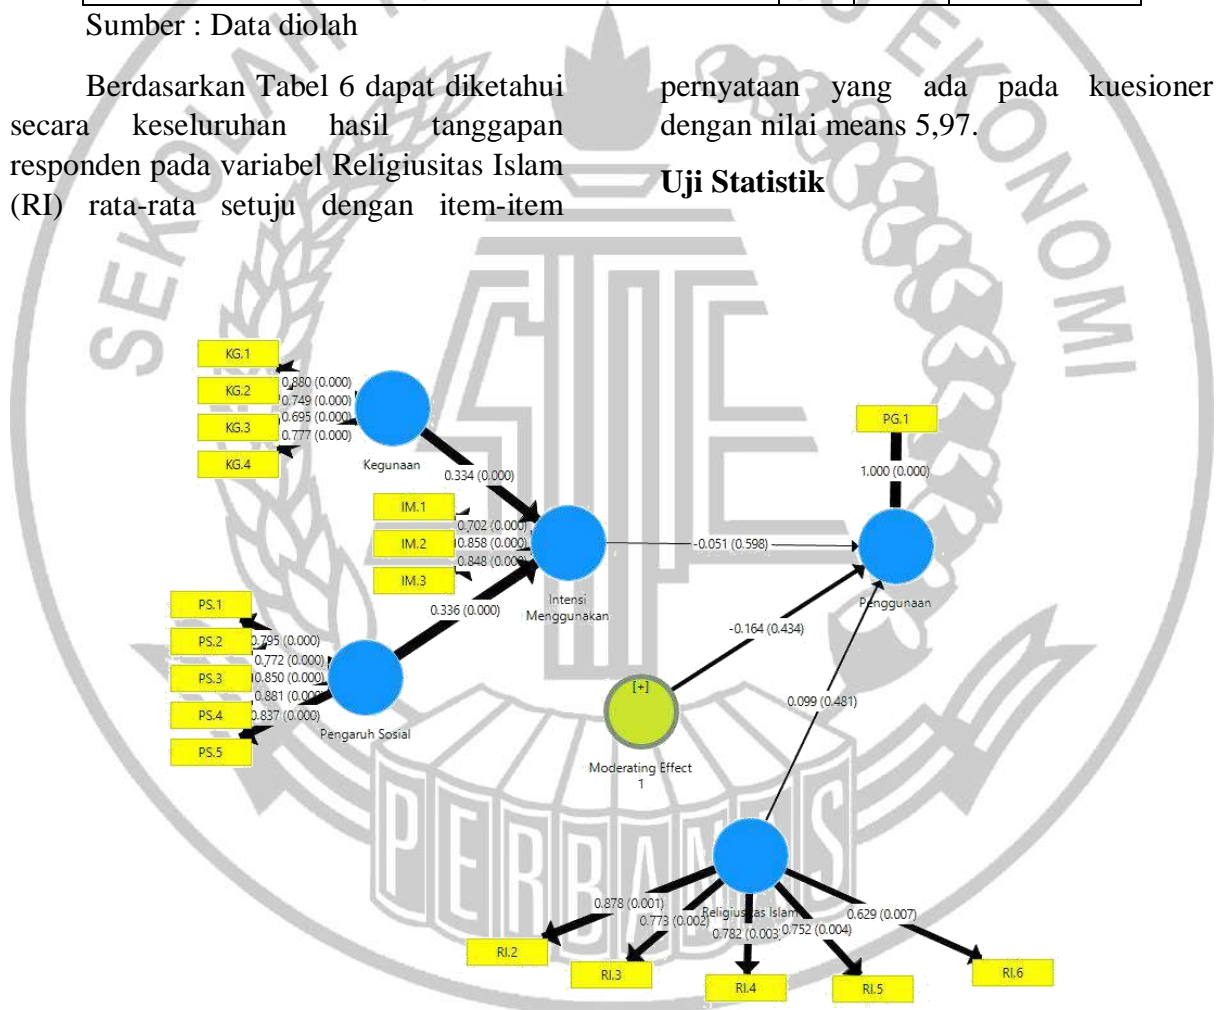 Sumber : Data diolah
Berdasarkan Tabel 6 dapat diketahui
secara keseluruhan hasil tanggapan
responden pada variabel Religiusitas Islam
(RI) rata-rata setuju dengan item-item
pernyataan yang ada pada kuesioner
dengan nilai means 5,97.
Uji Statistik
SEKOLAH
EKONOMI
KG.1
KG.2
KG.3
KG.4
0.880 (0.000)
0.749 (0.000)
0.695 (0.000)
0.777 (0.000)
Kegunaan
0.334 (0.000)
IM.1
IM.2
IM.3
0.702 (0.000)
0.858 (0.000)
0.848 (0.000)
Intensi
Menggunakan
-0.051 (0.598)
PG.1
1.000 (0.000)
Penggunaan
PS.1
PS.2
PS.3
PS.4
PS.5
0.795 (0.000)
0.772 (0.000)
0.850 (0.000)
0.881 (0.000)
0.837 (0.000)
Pengaruh Sosial
0.336 (0.000)
-0.164 (0.434)
[+]
Moderating Effect
1
0.099 (0.481)
Religiusitas Islam
0.878 (0.001)
0.773 (0.002)
0.782 (0.003)
0.752 (0.004)
0.629 (0.007)
RI.2
RI.3
RI.4
RI.5
RI.6
PERBANAS